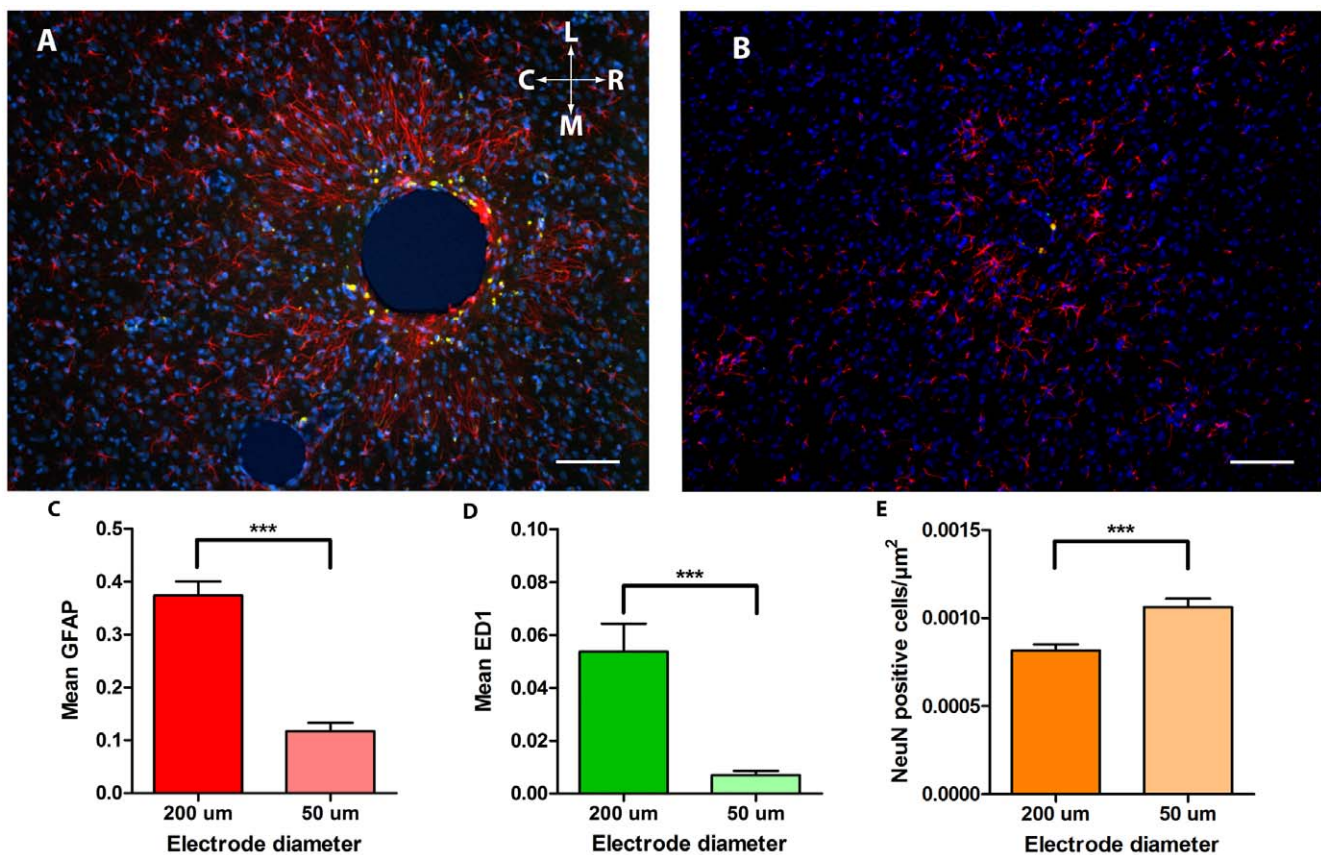 A
L
C R
M
B
C
0.5
0.4
0.3
0.2
0.1
0.0
Mean GFAP
***
200 um 50 um
Electrode diameter
D
0.10
0.08
0.06
0.04
0.02
0.00
Mean ED1
***
200 um 50 um
Electrode diameter
E
0.0015
0.0010
0.0005
0.0000
NeuN positive cells/µm²
***
200 um 50 um
Electrode diameter